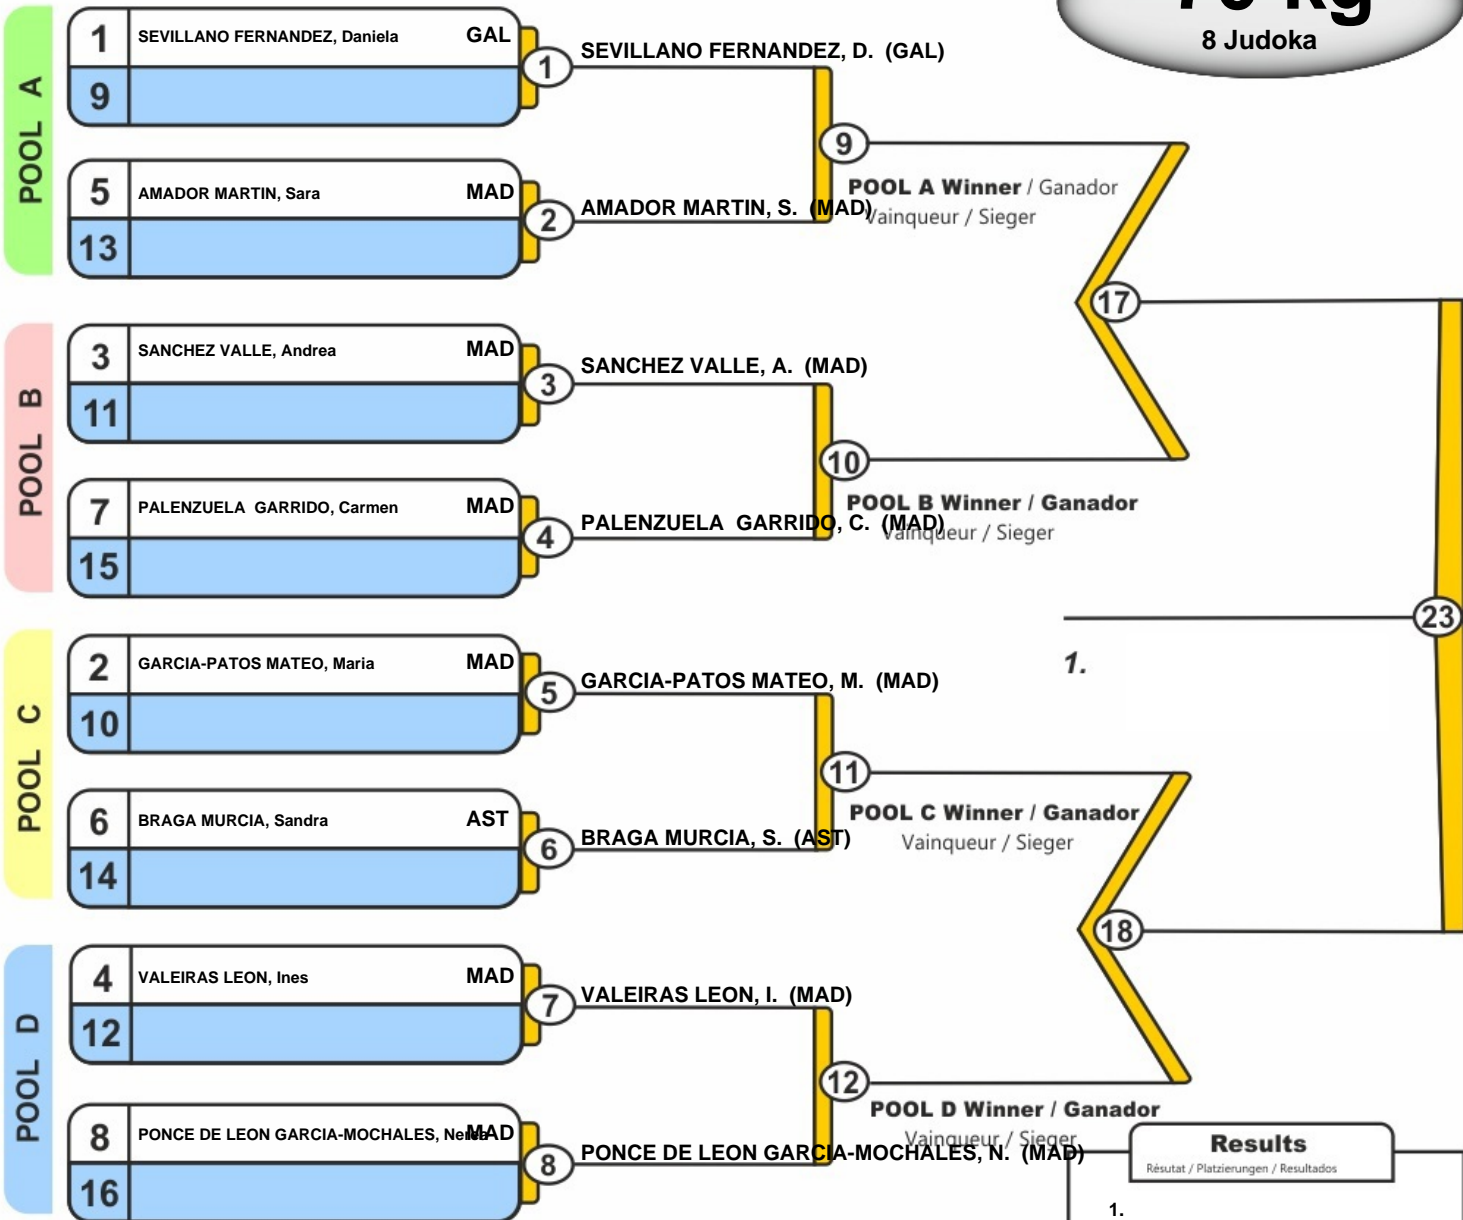 70 kg
8 Judoka
POOL A
1 SEVILLANO FERNANDEZ, Daniela GAL
9
1
SEVILLANO FERNANDEZ, D. (GAL)
5 AMADOR MARTIN, Sara MAD
13
2
AMADOR MARTIN, S. (MAD)
9
POOL A Winner / Ganador
Vainqueur / Sieger
POOL B
3 SANCHEZ VALLE, Andrea MAD
11
3
SANCHEZ VALLE, A. (MAD)
7 PALENZUELA GARRIDO, Carmen MAD
15
4
PALENZUELA GARRIDO, C. (MAD)
10
POOL B Winner / Ganador
Vainqueur / Sieger
17
23
1.
POOL C
2 GARCIA-PATOS MATEO, Maria MAD
10
5
GARCIA-PATOS MATEO, M. (MAD)
6 BRAGA MURCIA, Sandra AST
14
6
BRAGA MURCIA, S. (AST)
11
POOL C Winner / Ganador
Vainqueur / Sieger
POOL D
4 VALEIRAS LEON, Ines MAD
12
7
VALEIRAS LEON, I. (MAD)
8 PONCE DE LEON GARCIA-MOCHALES, Nerea MAD
16
8
PONCE DE LEON GARCIA-MOCHALES, N. (MAD)
12
POOL D Winner / Ganador
Vainqueur / Sieger
18
Results
Résutat / Platzierungen / Resultados
1.